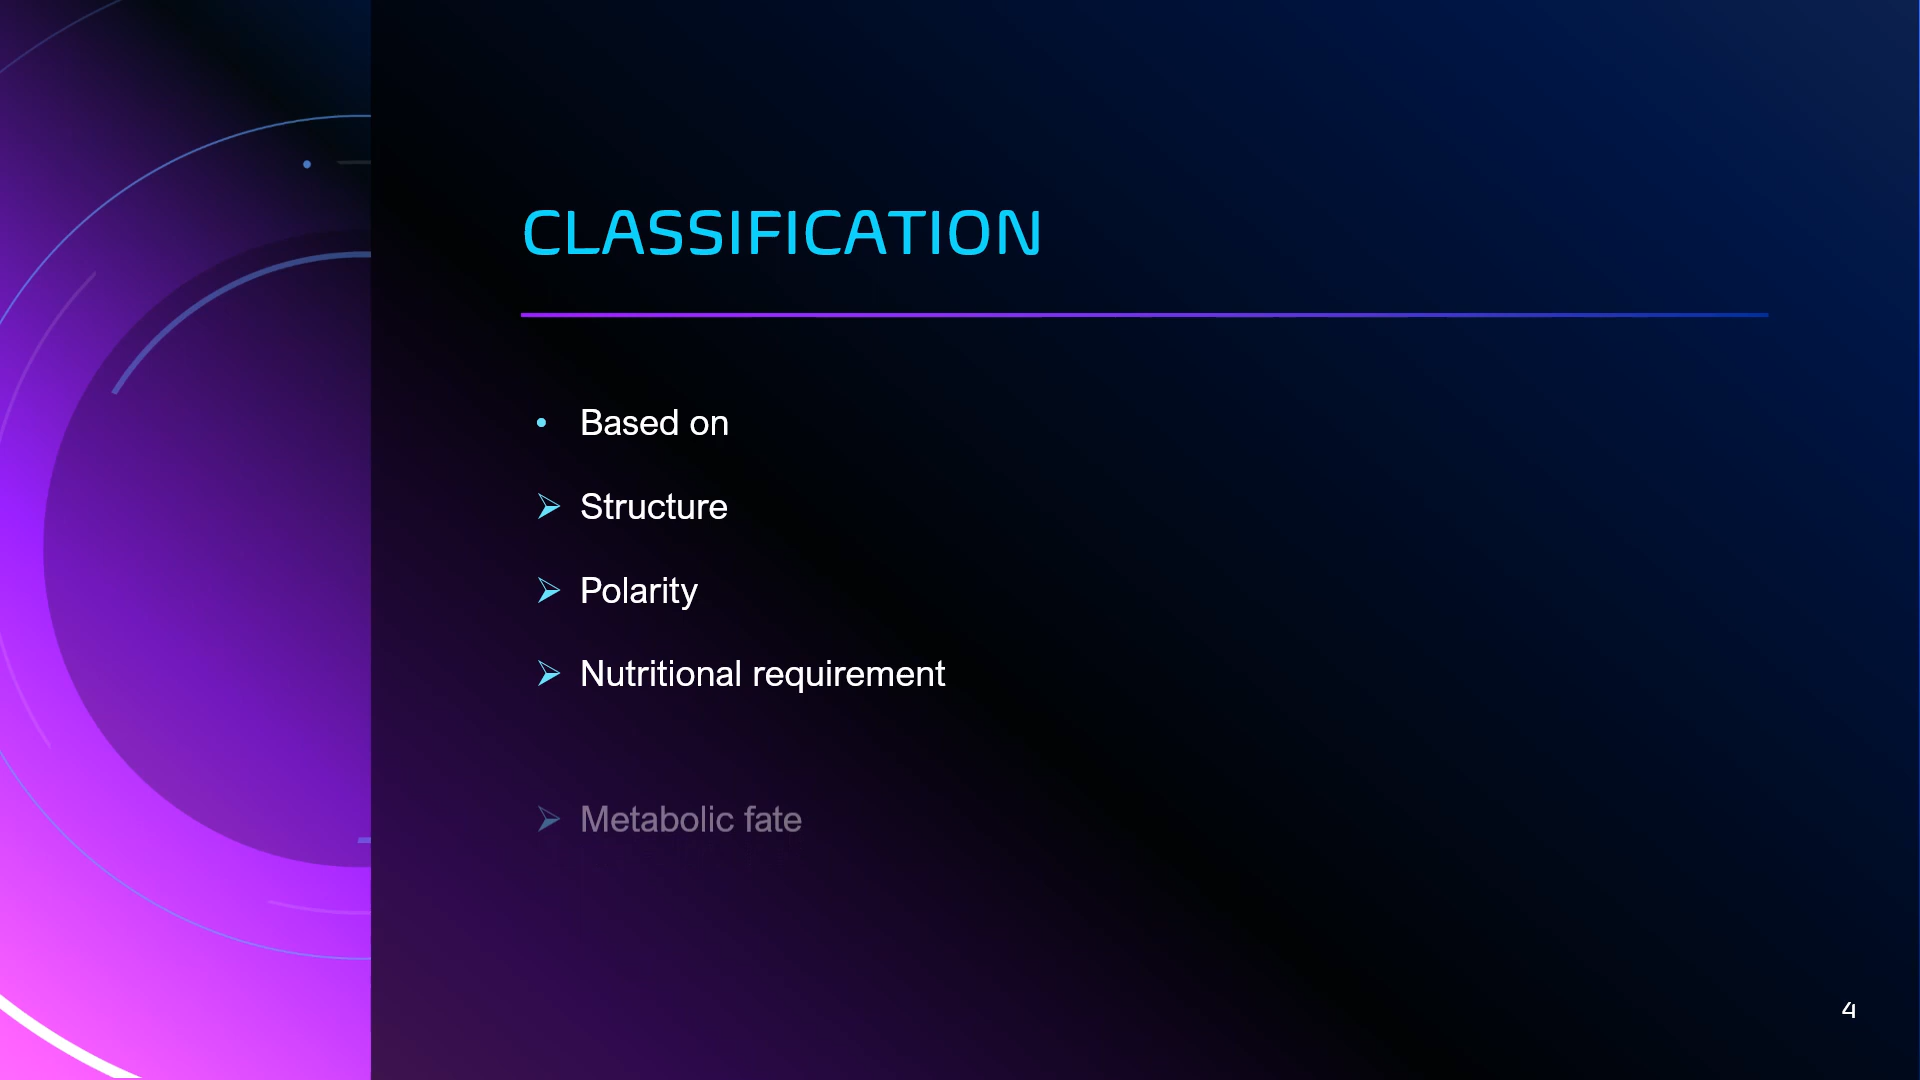 CLASSIFICATION
• Based on
➢ Structure
➢ Polarity
➢ Nutritional requirement
➢ Metabolic fate
4